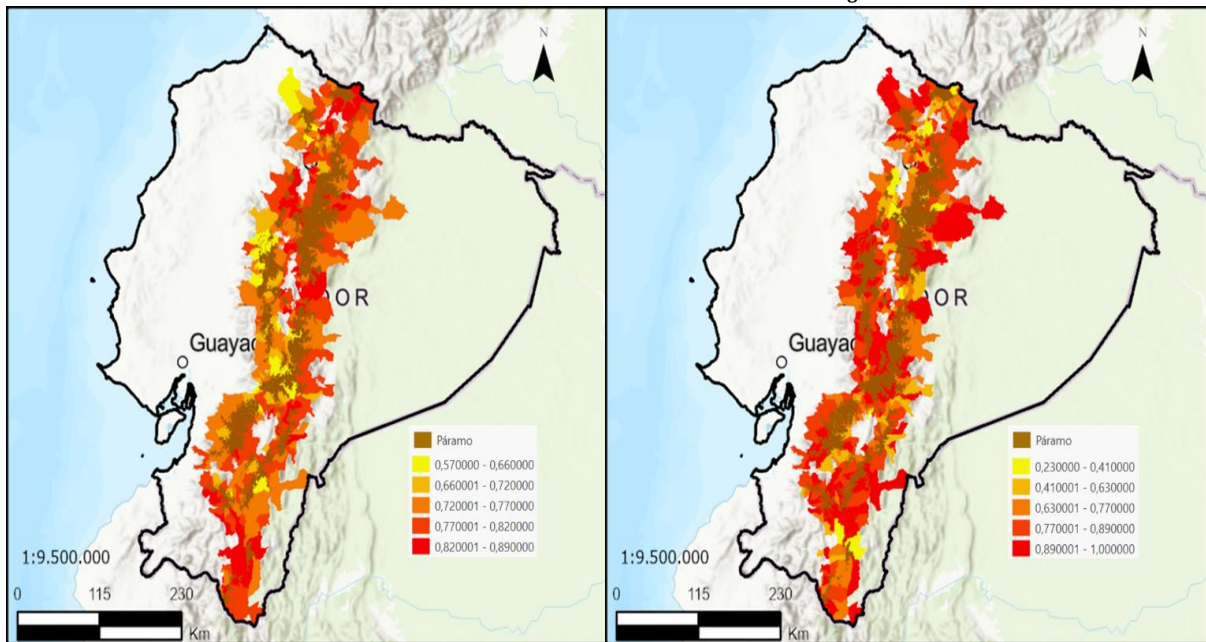 N
OR
Guayaq
Páramo
0,570000 - 0,660000
0,660001 - 0,720000
0,720001 - 0,770000
0,770001 - 0,820000
0,820001 - 0,890000
1:9.500.000
0 115 230
Km
N
DOR
Guayaq
Páramo
0,230000 - 0,410000
0,410001 - 0,630000
0,630001 - 0,770000
0,770001 - 0,890000
0,890001 - 1,000000
1:9.500.000
0 115 230
Km